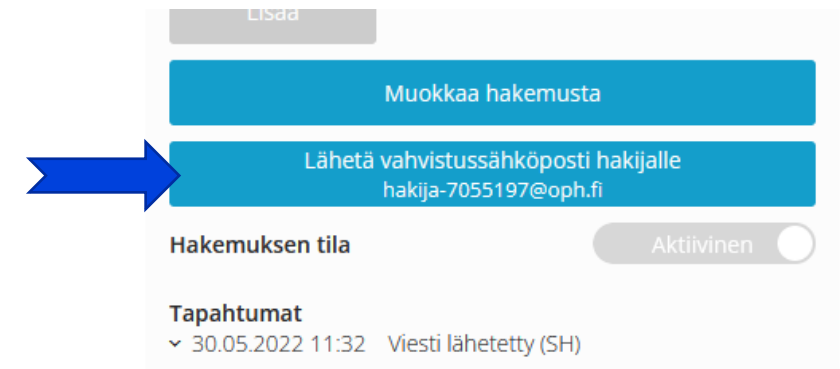 Lisää
Muokkaa hakemusta
Lähetä vahvistussähköposti hakijalle
hakija-7055197@oph.fi
Hakemuksen tila
Aktiivinen
Tapahtumat
30.05.2022 11:32 Viesti lähetetty (SH)